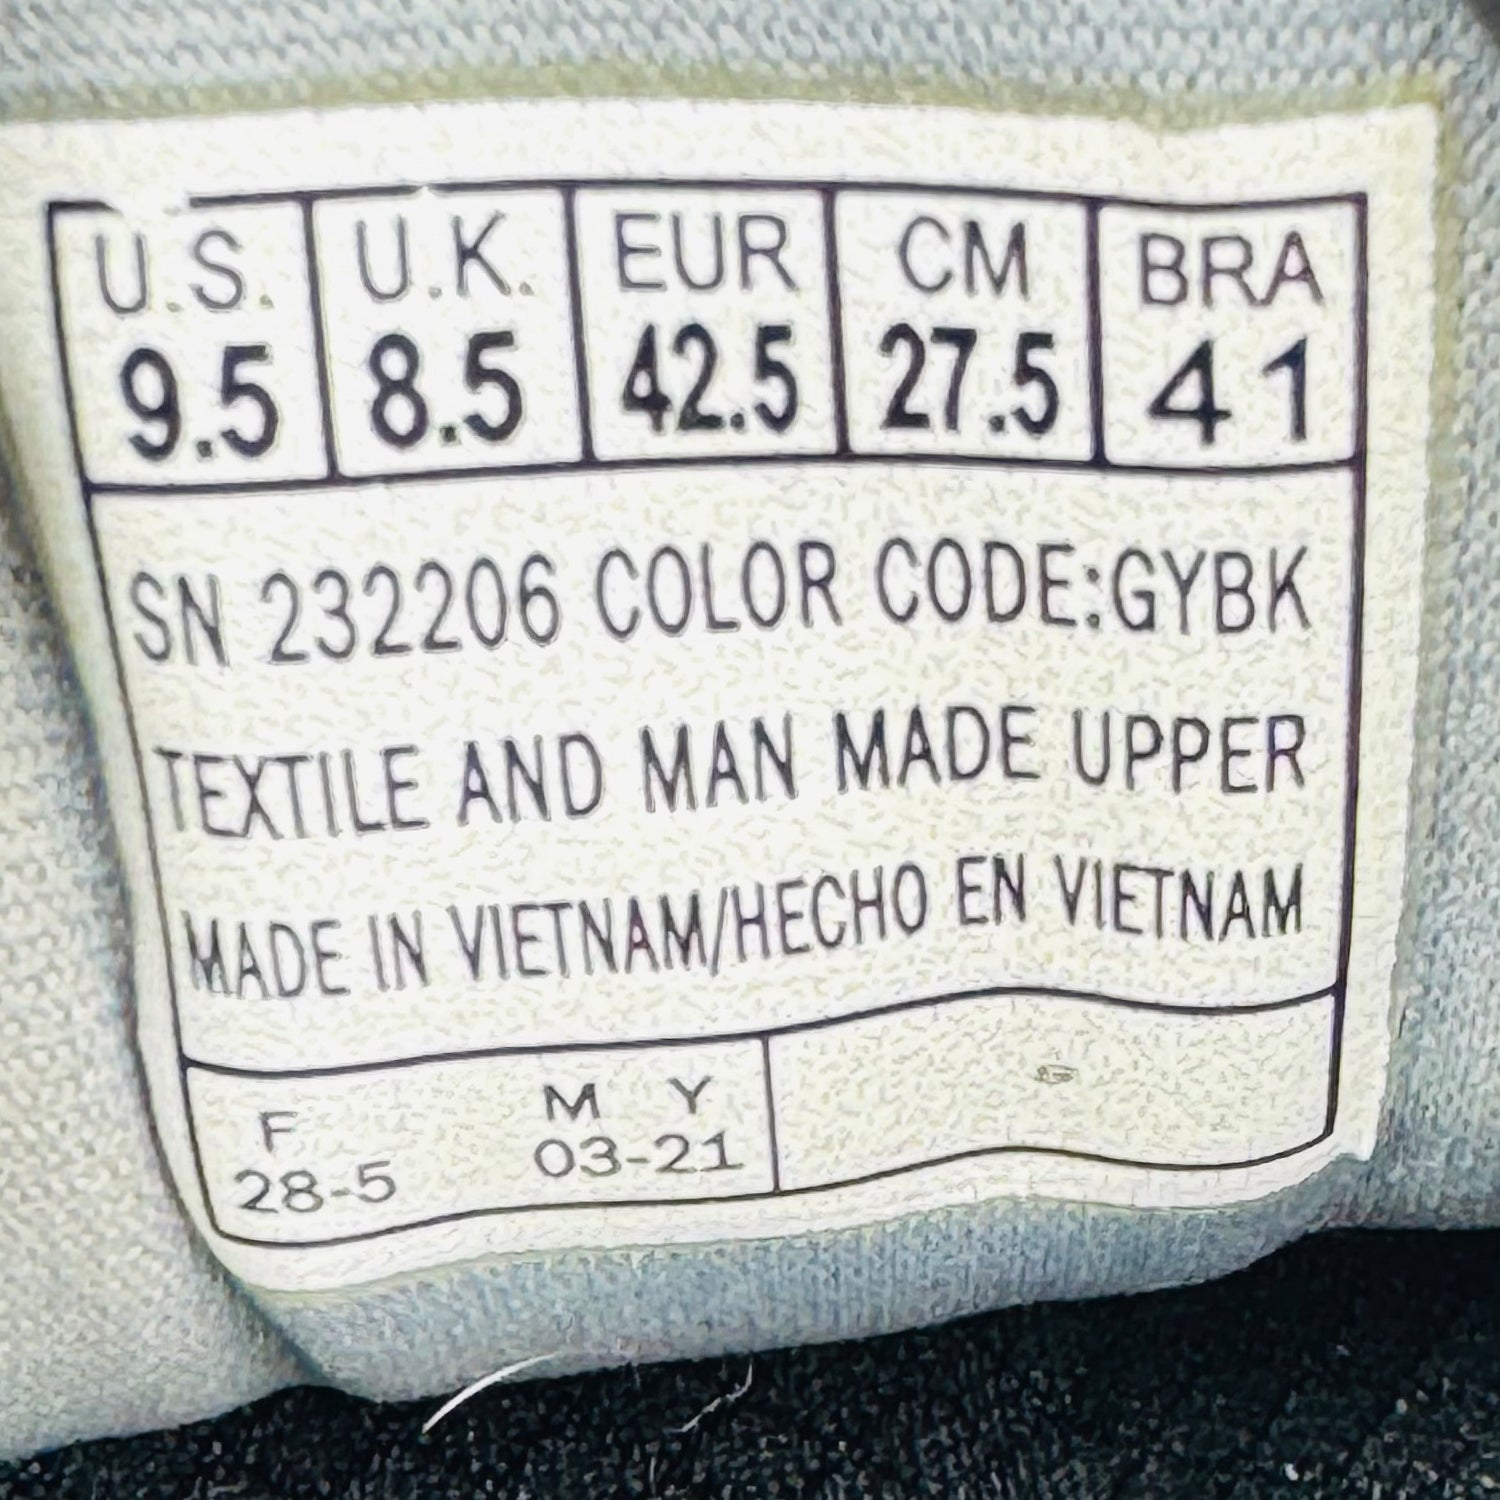 U.S. U.K. EUR CM BRA
9.5 8.5 42.5 27.5 41
SN 232206 COLOR CODE:GYBK
TEXTILE AND MAN MADE UPPER
MADE IN VIETNAM/HECHO EN VIETNAM
F M Y
28-5 03-21